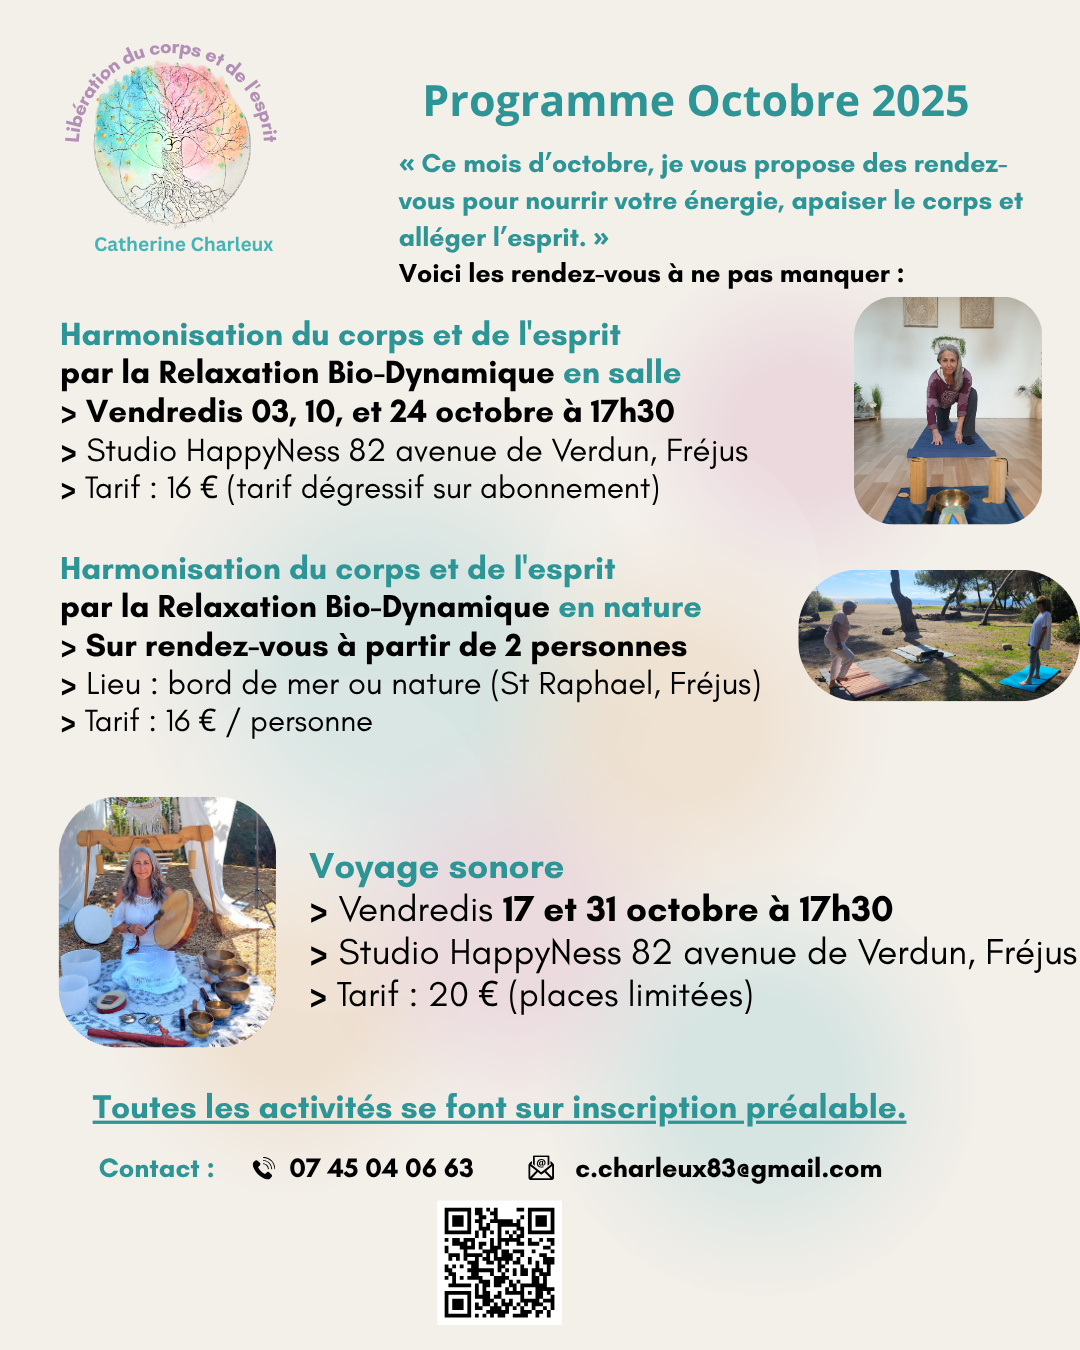 Libération du corps et de l'esprit
Catherine Charleux
Programme Octobre 2025
« Ce mois d’octobre, je vous propose des rendez-
vous pour nourrir votre énergie, apaiser le corps et
alléger l’esprit. »
Voici les rendez-vous à ne pas manquer :
Harmonisation du corps et de l'esprit
par la Relaxation Bio-Dynamique en salle
> Vendredis 03, 10, et 24 octobre à 17h30
> Studio HappyNess 82 avenue de Verdun, Fréjus
> Tarif : 16 € (tarif dégressif sur abonnement)
Harmonisation du corps et de l'esprit
par la Relaxation Bio-Dynamique en nature
> Sur rendez-vous à partir de 2 personnes
> Lieu : bord de mer ou nature (St Raphael, Fréjus)
> Tarif : 16 € / personne
Voyage sonore
> Vendredis 17 et 31 octobre à 17h30
> Studio HappyNess 82 avenue de Verdun, Fréjus
> Tarif : 20 € (places limitées)
Toutes les activités se font sur inscription préalable.
Contact : 07 45 04 06 63 c.charleux83@gmail.com